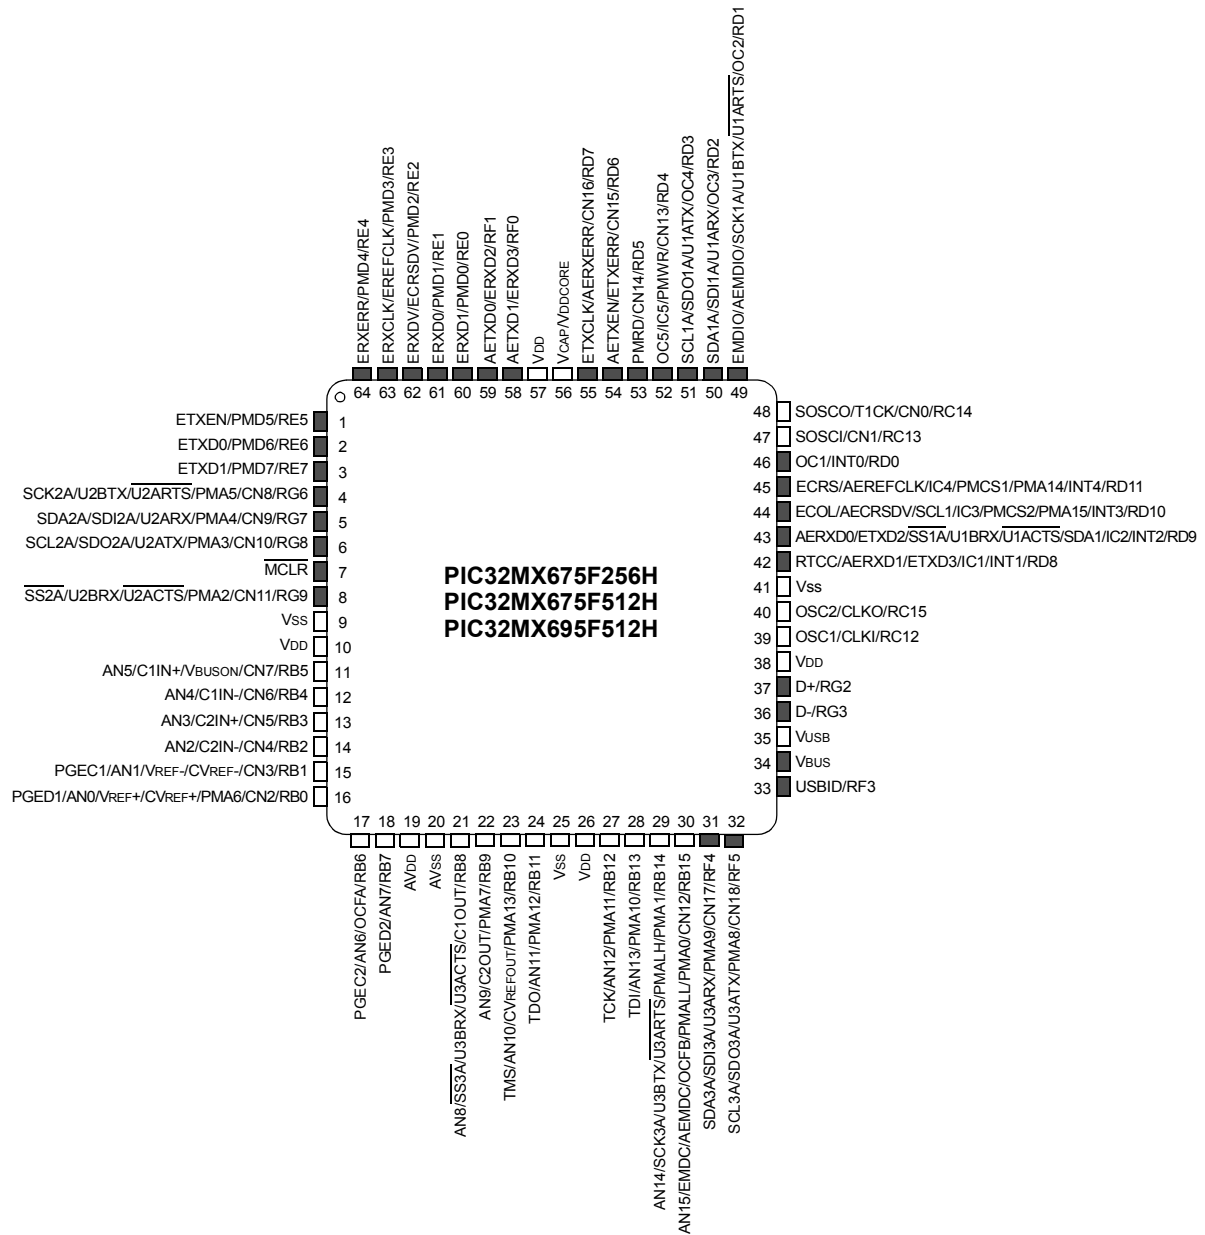 EMDIO/AEMDIO/SCK1A/U1BTX/U1ARTS/OC2/RD1
SDA1A/SDI1A/U1ARX/OC3/RD2
SCL1A/SDO1A/U1ATX/OC4/RD3
OC5/IC5/PMWR/CN13/RD4
PMRD/CN14/RD5
AETXEN/ETXERR/CN15/RD6
ETXCLK/AERXERR/CN16/RD7
VCAP/VDDCORE
VDD
AETXD1/ERXD3/RF0
AETXD0/ERXD2/RF1
ERXD1/PMD0/RE0
ERXD0/PMD1/RE1
ERXDV/ECRSDV/PMD2/RE2
ERXCLK/EREFCLK/PMD3/RE3
ERXERR/PMD4/RE4
64 63 62 61 60 59 58 57 56 55 54 53 52 51 50 49
ETXEN/PMD5/RE5 1
ETXD0/PMD6/RE6 2
ETXD1/PMD7/RE7 3
SCK2A/U2BTX/U2ARTS/PMA5/CN8/RG6 4
SDA2A/SDI2A/U2ARX/PMA4/CN9/RG7 5
SCL2A/SDO2A/U2ATX/PMA3/CN10/RG8 6
MCLR 7
SS2A/U2BRX/U2ACTS/PMA2/CN11/RG9 8
VSS 9
VDD 10
AN5/C1IN+/VBUSON/CN7/RB5 11
AN4/C1IN-/CN6/RB4 12
AN3/C2IN+/CN5/RB3 13
AN2/C2IN-/CN4/RB2 14
PGEC1/AN1/VREF-/CVREF-/CN3/RB1 15
PGED1/AN0/VREF+/CVREF+/PMA6/CN2/RB0 16
PIC32MX675F256H
PIC32MX675F512H
PIC32MX695F512H
48 SOSCO/T1CK/CN0/RC14
47 SOSCI/CN1/RC13
46 OC1/INT0/RD0
45 ECRS/AEREFCLK/IC4/PMCS1/PMA14/INT4/RD11
44 ECOL/AECRSDV/SCL1/IC3/PMCS2/PMA15/INT3/RD10
43 AERXD0/ETXD2/SS1A/U1BRX/U1ACTS/SDA1/IC2/INT2/RD9
42 RTCC/AERXD1/ETXD3/IC1/INT1/RD8
41 Vss
40 OSC2/CLKO/RC15
39 OSC1/CLKI/RC12
38 VDD
37 D+/RG2
36 D-/RG3
35 VUSB
34 VBUS
33 USBID/RF3
17 18 19 20 21 22 23 24 25 26 27 28 29 30 31 32
PGEC2/AN6/OCFA/RB6
PGED2/AN7/RB7
AVDD
AVSS
AN8/SS3A/U3BRX/U3ACTS/C1OUT/RB8
AN9/C2OUT/PMA7/RB9
TMS/AN10/CVREFOUT/PMA13/RB10
TDO/AN11/PMA12/RB11
VSS
VDD
TCK/AN12/PMA11/RB12
TDI/AN13/PMA10/RB13
AN14/SCK3A/U3BTX/U3ARTS/PMALH/PMA1/RB14
AN15/EMDC/AEMDC/OCFB/PMALL/PMA0/CN12/RB15
SDA3A/SDI3A/U3ARX/PMA9/CN17/RF4
SCL3A/SDO3A/U3ATX/PMA8/CN18/RF5